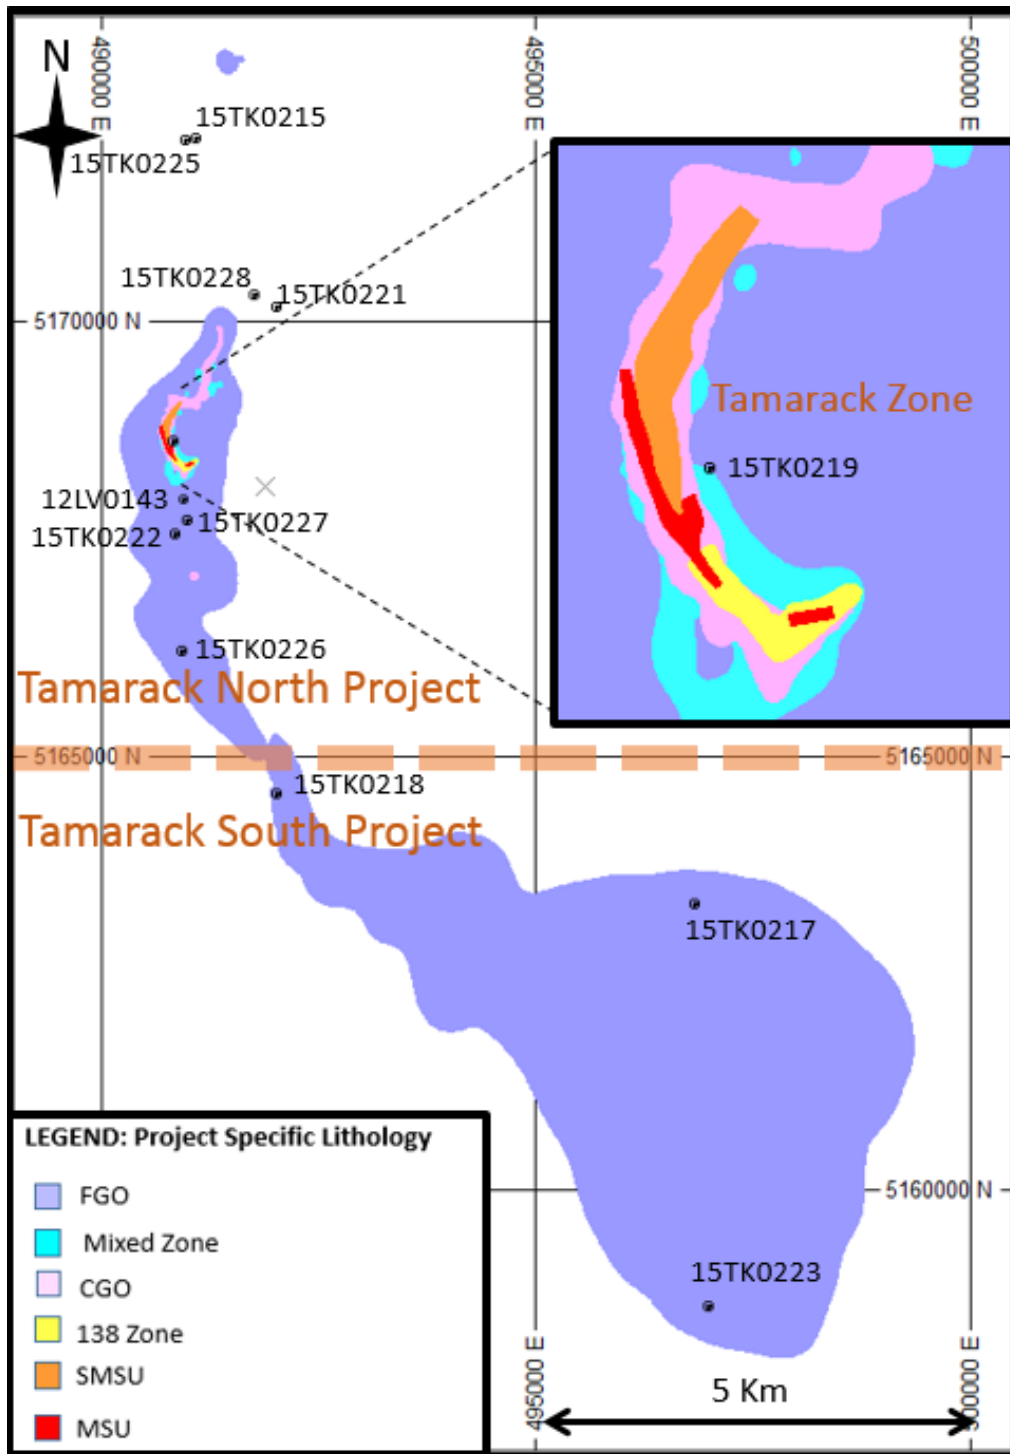 490000 E
495000 E
500000 E
N
15TK0215
15TK0225
15TK0228
15TK0221
5170000 N
Tamarack Zone
15TK0219
12LV0143
15TK0227
15TK0222
15TK0226
Tamarack North Project
5165000 N
5165000 N
15TK0218
Tamarack South Project
15TK0217
LEGEND: Project Specific Lithology
FGO
Mixed Zone
CGO
138 Zone
SMSU
MSU
5160000 N
15TK0223
5 Km
495000 E
500000 E